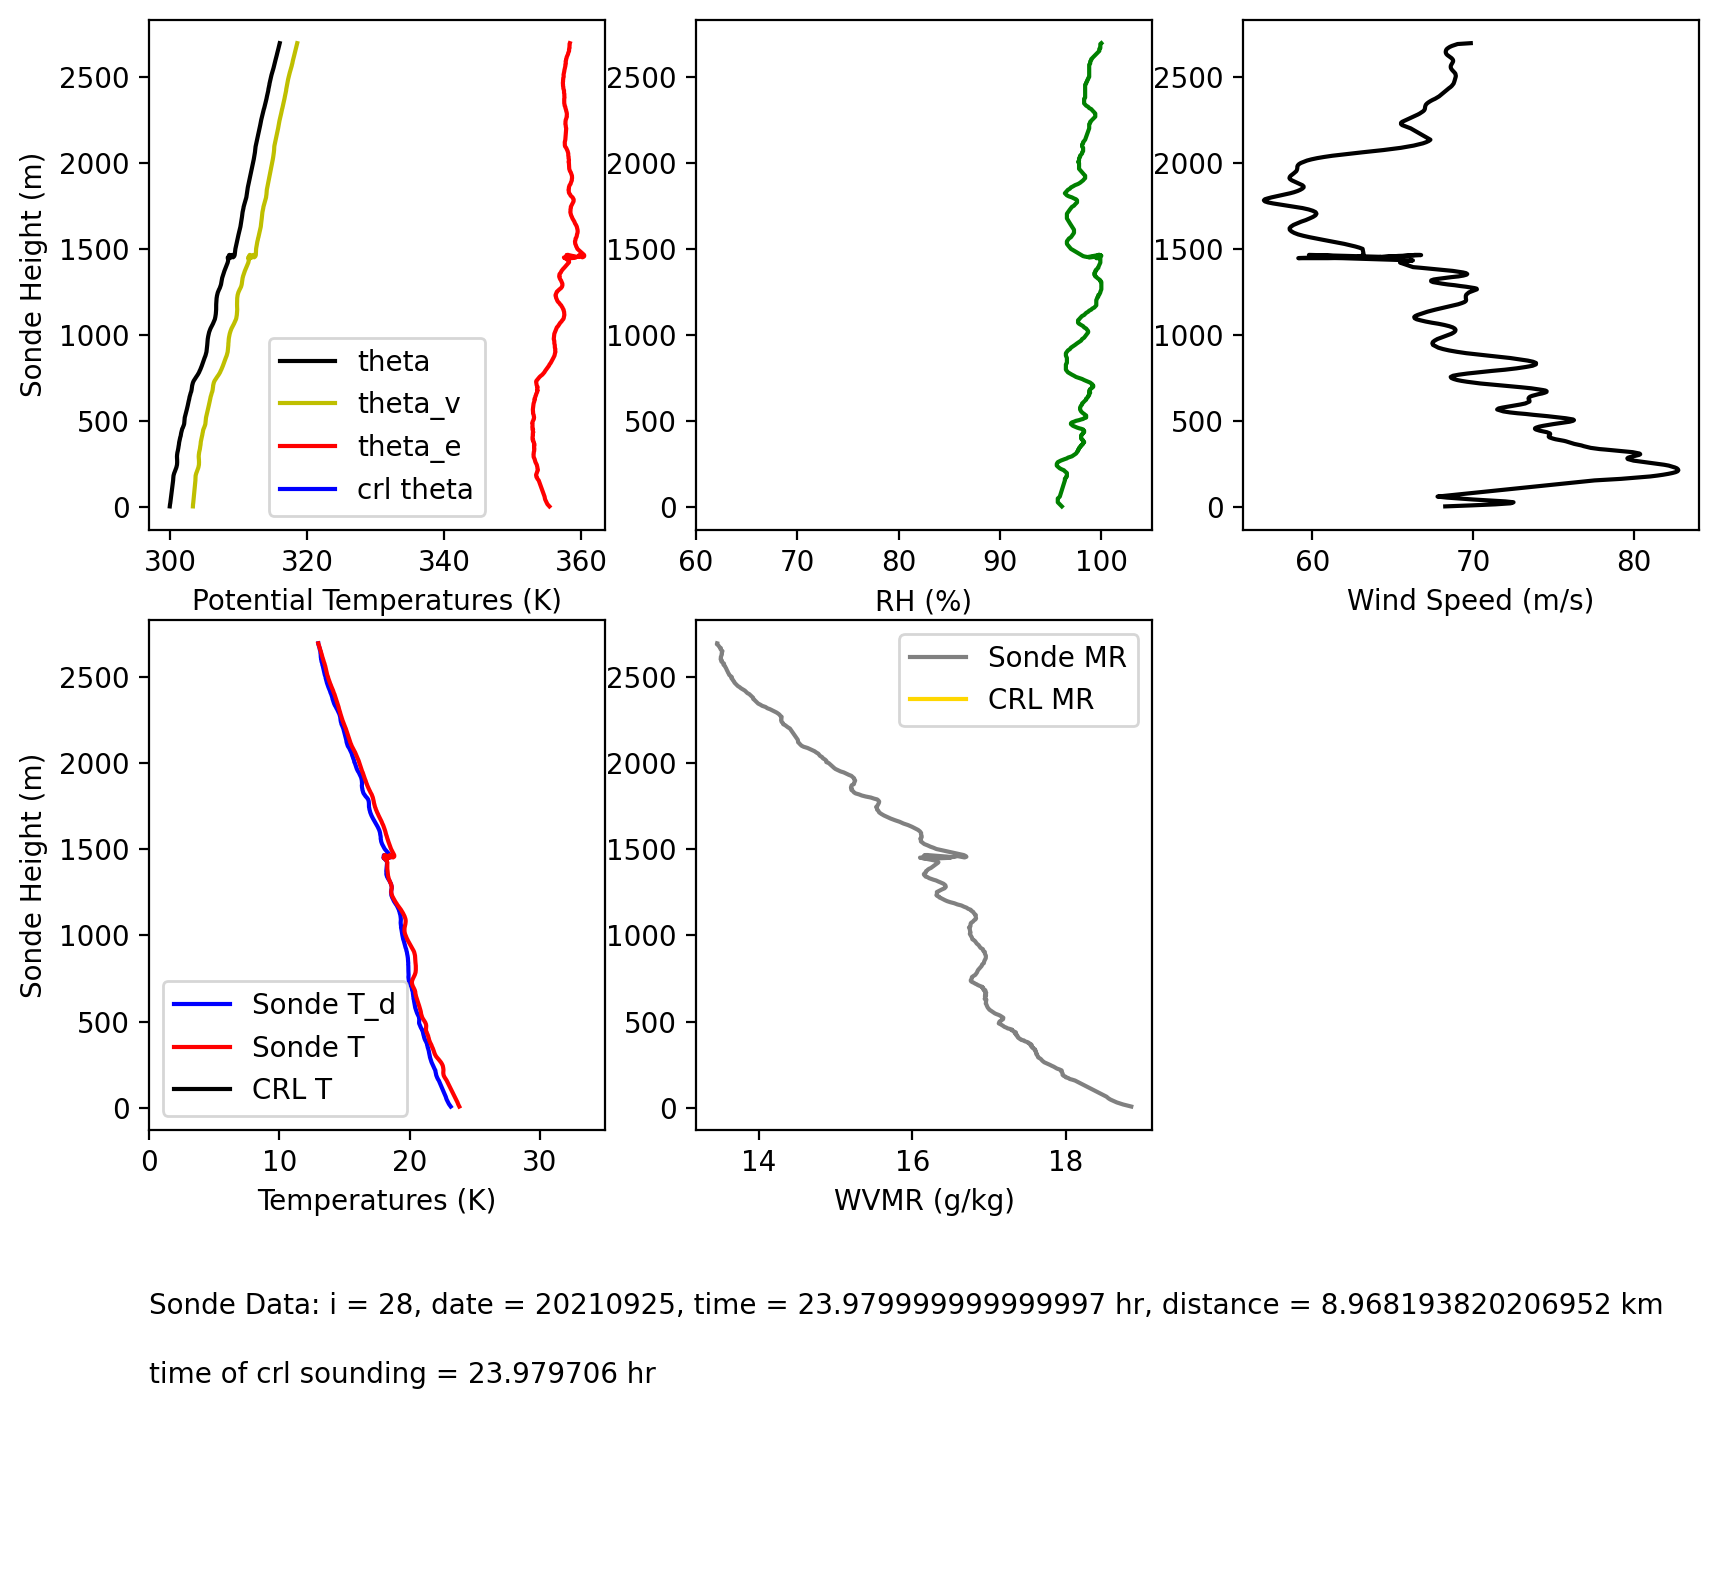 2500
2000
1500
1000
500
0
Sonde Height (m)
theta
theta_v
theta_e
crl theta
300 320 340 360
Potential Temperatures (K)
2500
2000
1500
1000
500
0
60 70 80 90 100
RH (%)
2500
2000
1500
1000
500
0
60 70 80
Wind Speed (m/s)
2500
2000
1500
1000
500
0
Sonde Height (m)
Sonde T_d
Sonde T
CRL T
0 10 20 30
Temperatures (K)
2500
2000
1500
1000
500
0
Sonde MR
CRL MR
14 16 18
WVMR (g/kg)
Sonde Data: i = 28, date = 20210925, time = 23.979999999999997 hr, distance = 8.968193820206952 km
time of crl sounding = 23.979706 hr